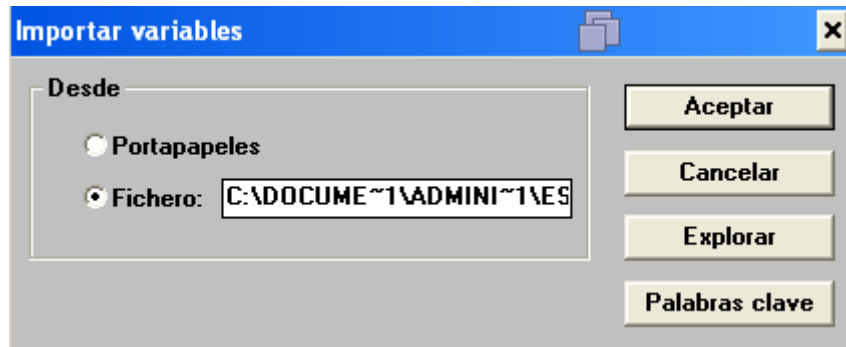 Importar variables
Desde
Portapapeles
Fichero: C:\DOCUME~1\ADMINI~1\ES
Aceptar
Cancelar
Explorar
Palabras clave